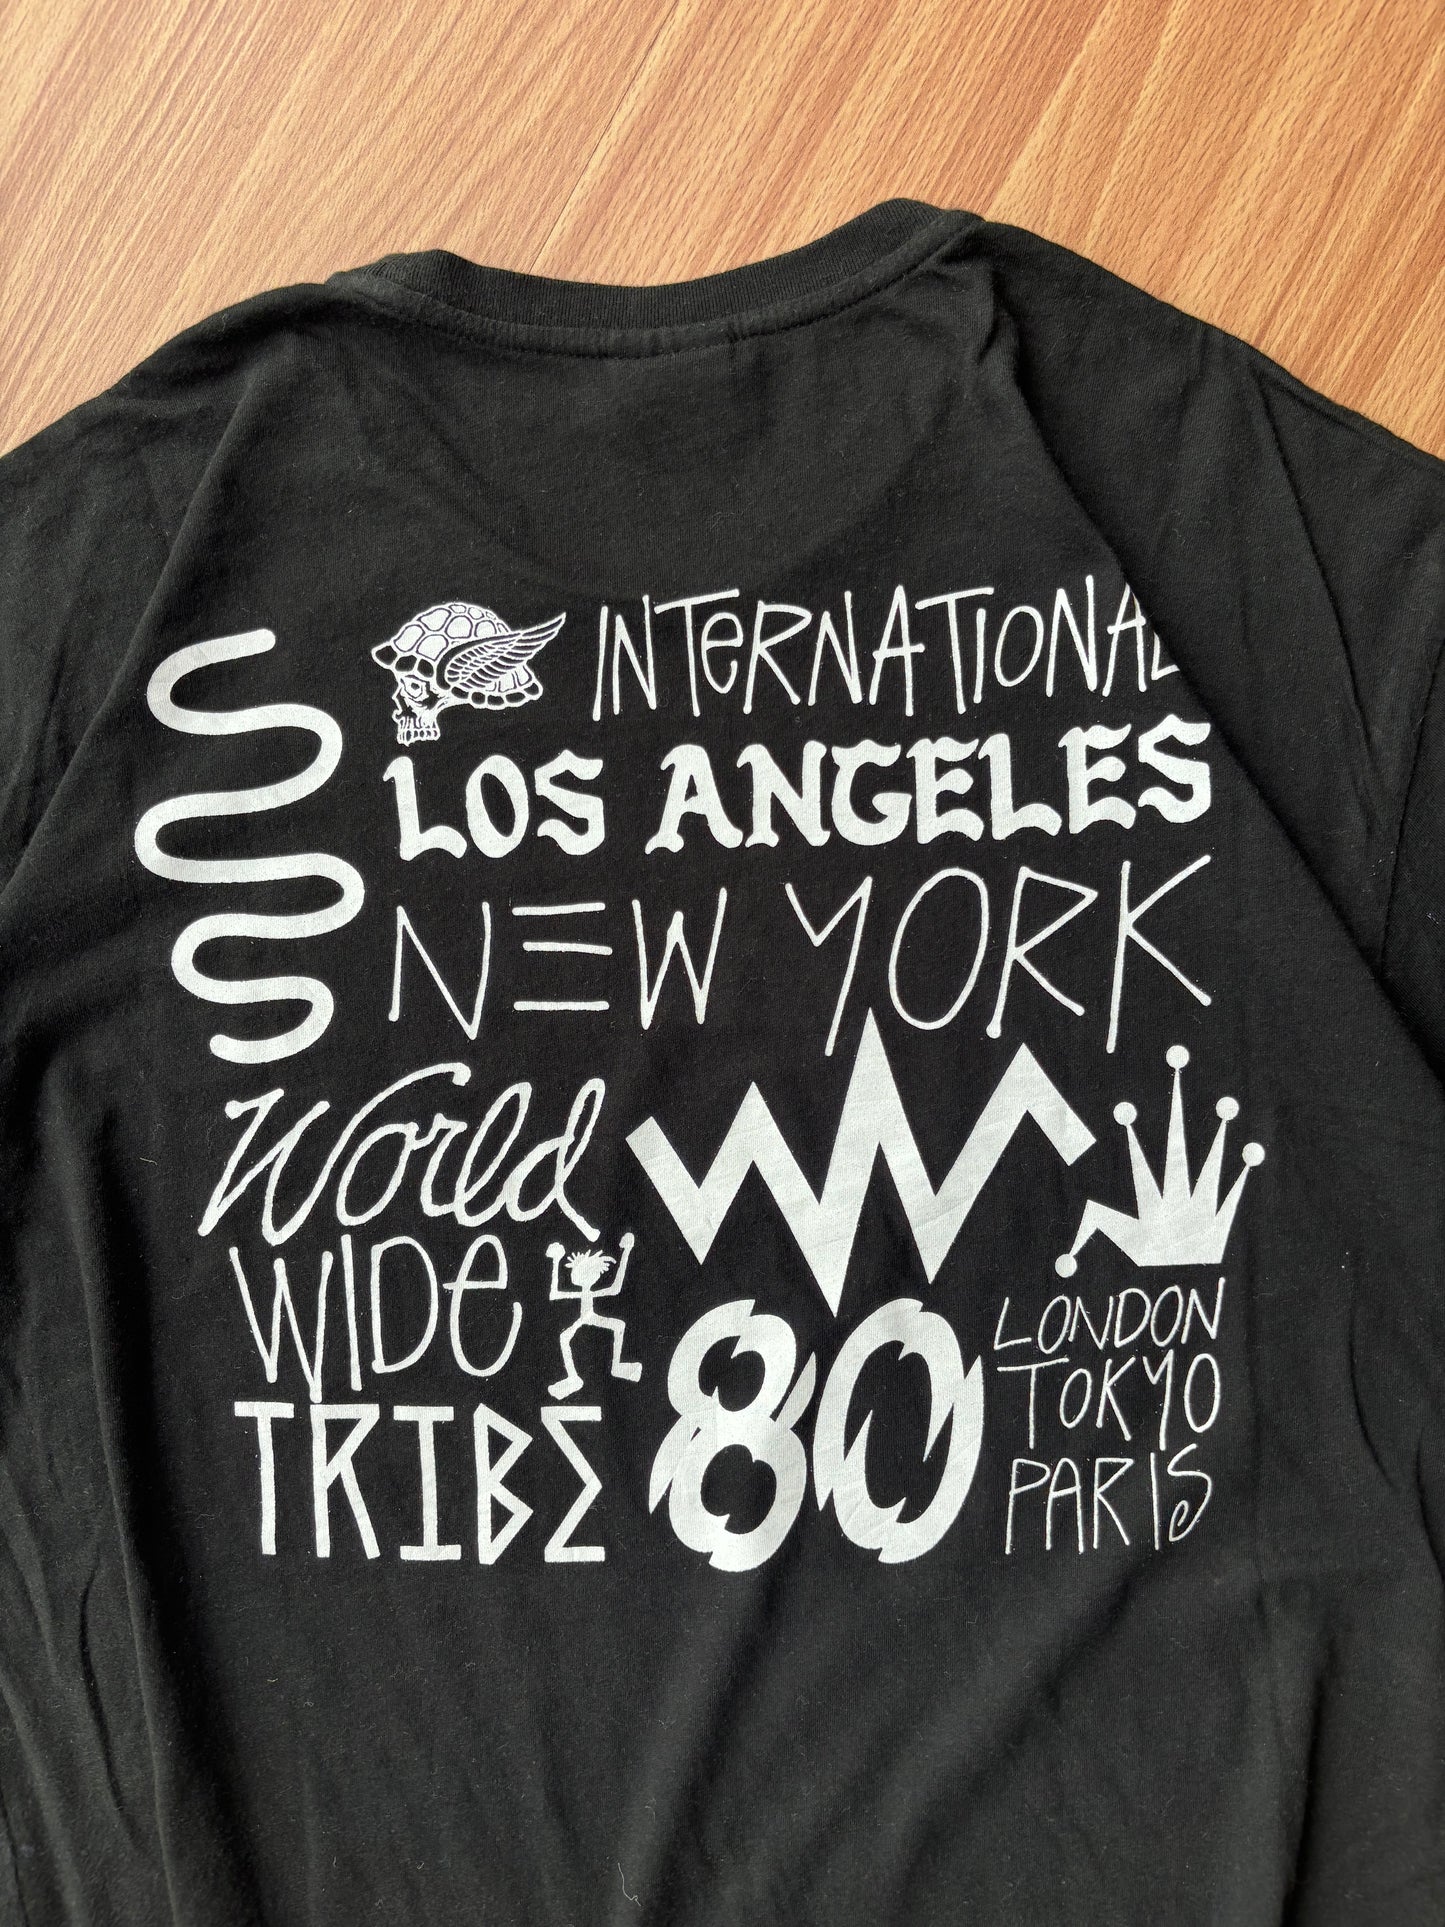 INTeRNATIONAL
LOS ANGELES
NEW YORK
World
WIDe
TRIBE
80
LONDON
TOKYO
PARIS